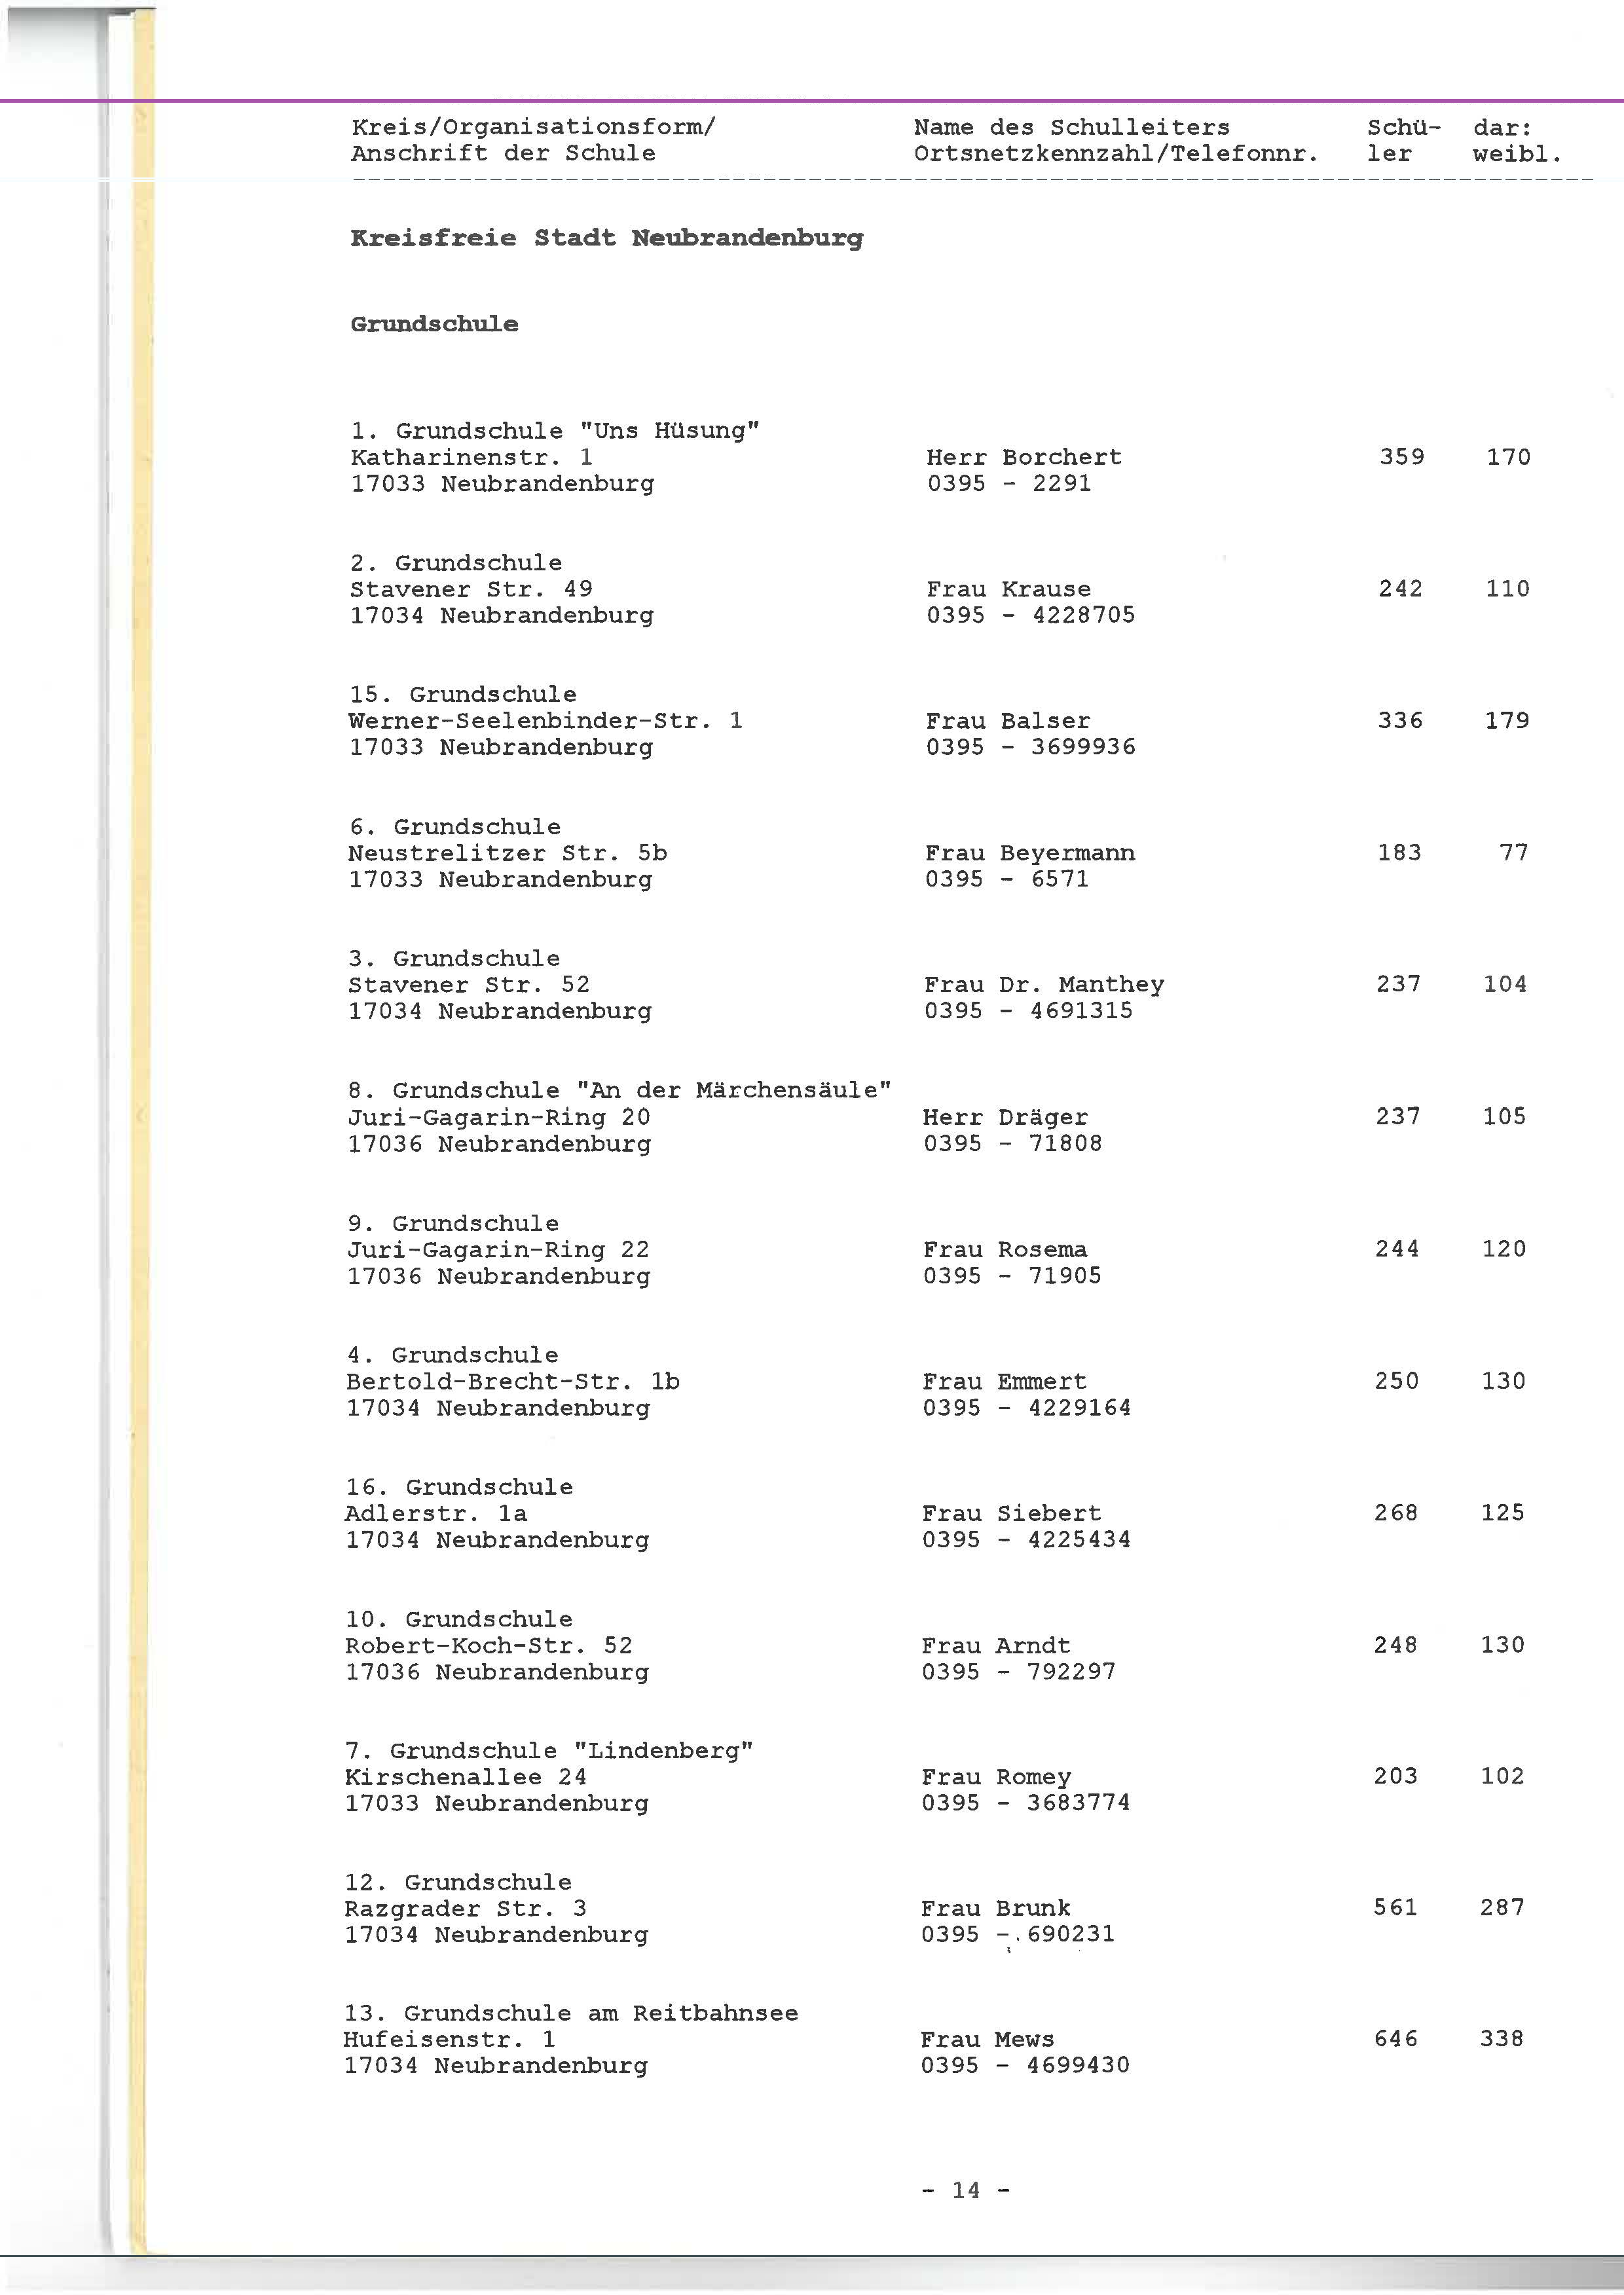 Kreis/Organisationsform/ Name des Schulleiters Schü- dar:
Anschrift der Schule Ortsnetzkennzahl/Telefonnr. ler weibl.
Kreisfreie Stadt Neubrandenburg
Grundschule
1. Grundschule "Uns Hüsung"
Katharinenstr. 1 Herr Borchert 359 170
17033 Neubrandenburg 0395 - 2291
2. Grundschule
Stavener Str. 49 Frau Krause 242 110
17034 Neubrandenburg 0395 - 4228705
15. Grundschule
Werner-Seelenbinder-Str. 1 Frau Balser 336 179
17033 Neubrandenburg 0395 - 3699936
6. Grundschule
Neustrelitzer Str. 5b Frau Beyermann 183 77
17033 Neubrandenburg 0395 - 6571
3. Grundschule
Stavener Str. 52 Frau Dr. Manthey 237 104
17034 Neubrandenburg 0395 - 4691315
8. Grundschule "An der Märchensäule"
Juri-Gagarin-Ring 20 Herr Dräger 237 105
17036 Neubrandenburg 0395 - 71808
9. Grundschule
Juri-Gagarin-Ring 22 Frau Rosema 244 120
17036 Neubrandenburg 0395 - 71905
4. Grundschule
Bertold-Brecht-Str. 1b Frau Emmert 250 130
17034 Neubrandenburg 0395 - 4229164
16. Grundschule
Adlerstr. 1a Frau Siebert 268 125
17034 Neubrandenburg 0395 - 4225434
10. Grundschule
Robert-Koch-Str. 52 Frau Arndt 248 130
17036 Neubrandenburg 0395 - 792297
7. Grundschule "Lindenberg"
Kirschenallee 24 Frau Romey 203 102
17033 Neubrandenburg 0395 - 3683774
12. Grundschule
Razgrader Str. 3 Frau Brunk 561 287
17034 Neubrandenburg 0395 - 690231
13. Grundschule am Reitbahnsee
Hufeisenstr. 1 Frau Mews 646 338
17034 Neubrandenburg 0395 - 4699430
- 14 -